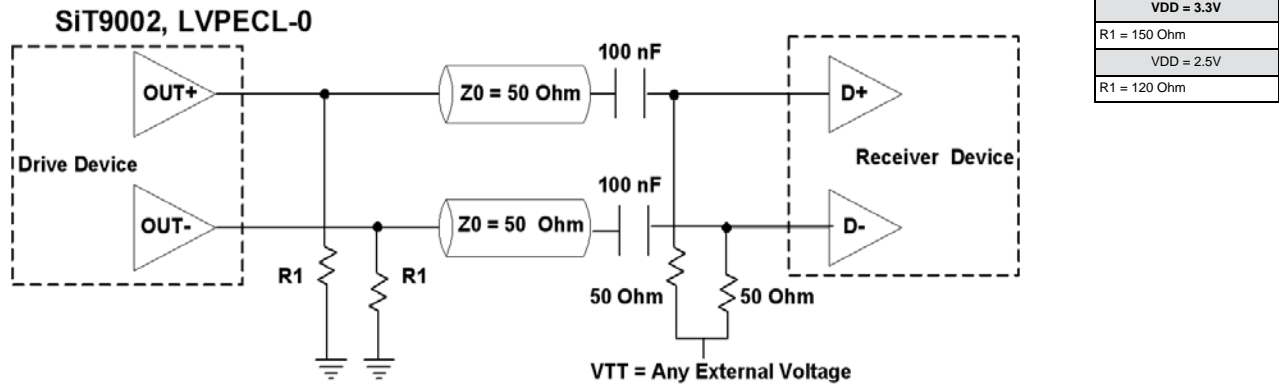 SiT9002, LVPECL-0
VDD = 3.3V
R1 = 150 Ohm
VDD = 2.5V
R1 = 120 Ohm
100 nF
OUT+
Z0 = 50 Ohm
D+
Drive Device
Receiver Device
100 nF
OUT-
Z0 = 50 Ohm
D-
R1
R1
50 Ohm
50 Ohm
VTT = Any External Voltage